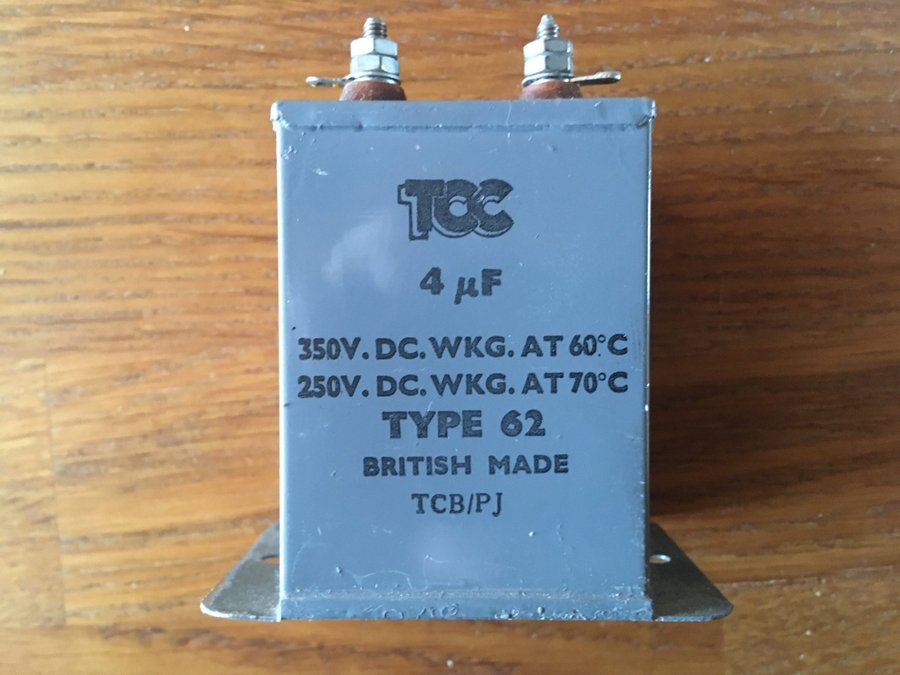 TCC
4 µF
350V. DC. WKG. AT 60°C
250V. DC. WKG. AT 70°C
TYPE 62
BRITISH MADE
TCB/PJ